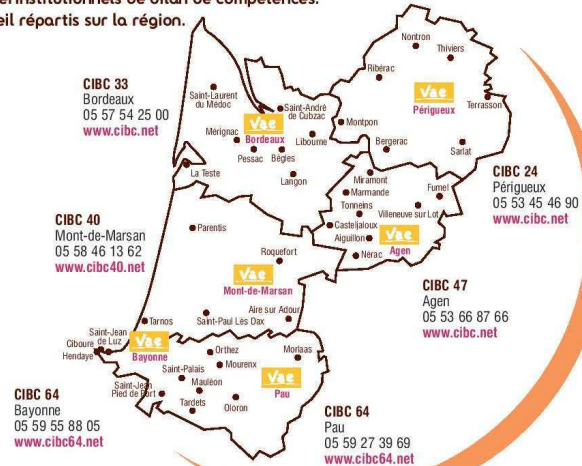 erinstitutionnels de bilan de compétences.
eil répartis sur la région.
Nontron
Thiviers
Ribérac
CIBC 33
Bordeaux
05 57 54 25 00
www.cibc.net
Saint-Laurent
du Médoc
Saint-André
de Cubzac
Vae
Périgueux
Terrasson
Montpon
Vae
Bordeaux
Mérignac
Libourne
Pessac
Bègles
Bergerac
Sarlat
La Teste
Langon
Miramont
Marmande
Fumel
Tonneins
Villeneuve sur Lot
Casteljaloux
Aiguillon
Vae
Agen
Nérac
CIBC 24
Périgueux
05 53 45 46 90
www.cibc.net
CIBC 40
Mont-de-Marsan
05 58 46 13 62
www.cibc40.net
Parentis
Roquefort
Vae
Mont-de-Marsan
CIBC 47
Agen
05 53 66 87 66
www.cibc.net
Aire sur Adour
Saint-Paul Lès Dax
Tarnos
Saint-Jean
de Luz
Ciboure
Hendaye
Vae
Bayonne
Orthez
Morlaas
Mourenx
Saint-Palais
Mauléon
Vae
Pau
Saint-Jean
Pied de Port
Tardets
Oloron
CIBC 64
Bayonne
05 59 55 88 05
www.cibc64.net
CIBC 64
Pau
05 59 27 39 69
www.cibc64.net